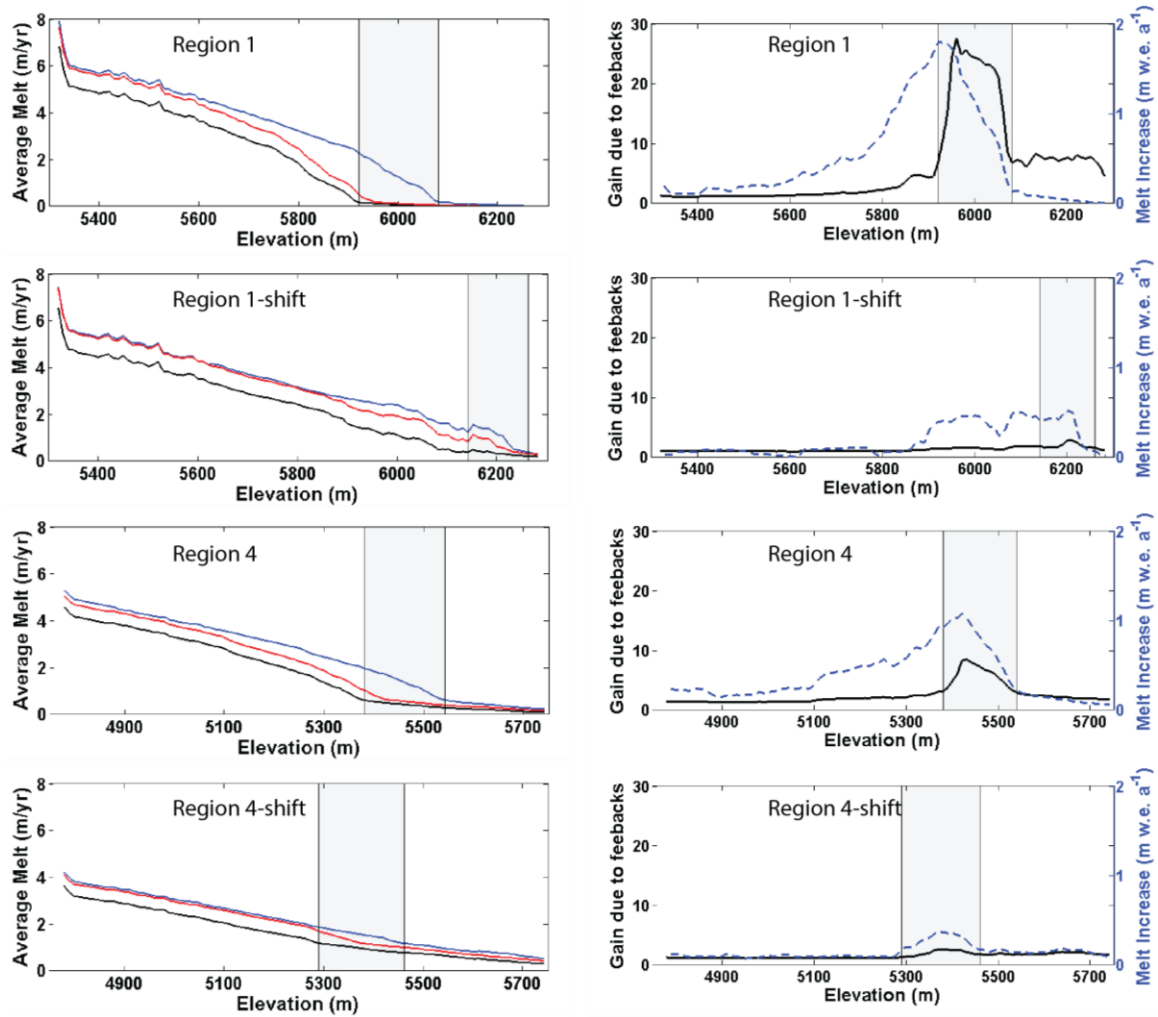 Region 1
Average Melt (m/yr)
8
6
4
2
0
5400 5600 5800 6000 6200
Elevation (m)
Region 1
Gain due to feebacks
30
20
10
0
Melt Increase (m w.e. a-1)
2
1
0
5400 5600 5800 6000 6200
Elevation (m)
Region 1-shift
Average Melt (m/yr)
8
6
4
2
0
5400 5600 5800 6000 6200
Elevation (m)
Region 1-shift
Gain due to feebacks
30
20
10
0
Melt Increase (m w.e. a-1)
2
1
0
5400 5600 5800 6000 6200
Elevation (m)
Region 4
Average Melt (m/yr)
8
6
4
2
0
4900 5100 5300 5500 5700
Elevation (m)
Region 4
Gain due to feebacks
30
20
10
0
Melt Increase (m w.e. a-1)
2
1
0
4900 5100 5300 5500 5700
Elevation (m)
Region 4-shift
Average Melt (m/yr)
8
6
4
2
0
4900 5100 5300 5500 5700
Elevation (m)
Region 4-shift
Gain due to feebacks
30
20
10
0
Melt Increase (m w.e. a-1)
2
1
0
4900 5100 5300 5500 5700
Elevation (m)